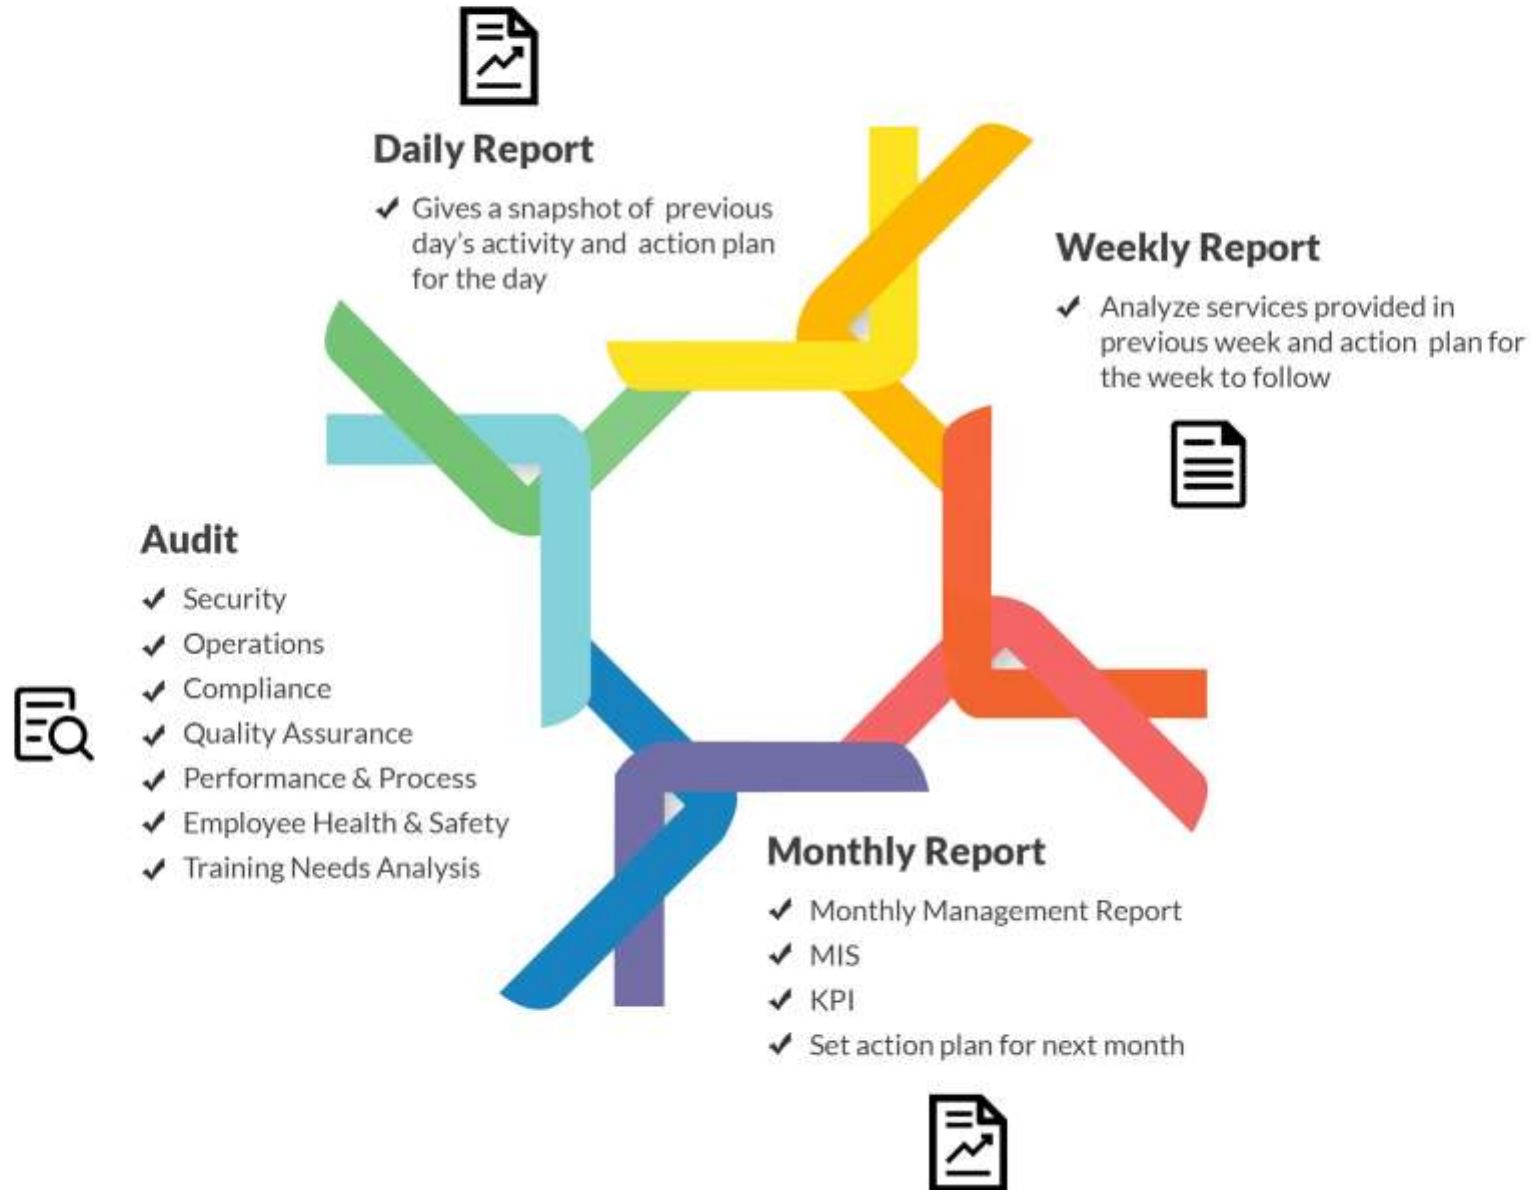 Daily Report
Gives a snapshot of previous
day's activity and action plan
for the day
Weekly Report
Analyze services provided in
previous week and action plan for
the week to follow
Audit
Security
Operations
Compliance
Quality Assurance
Performance & Process
Employee Health & Safety
Training Needs Analysis
Monthly Report
Monthly Management Report
MIS
KPI
Set action plan for next month